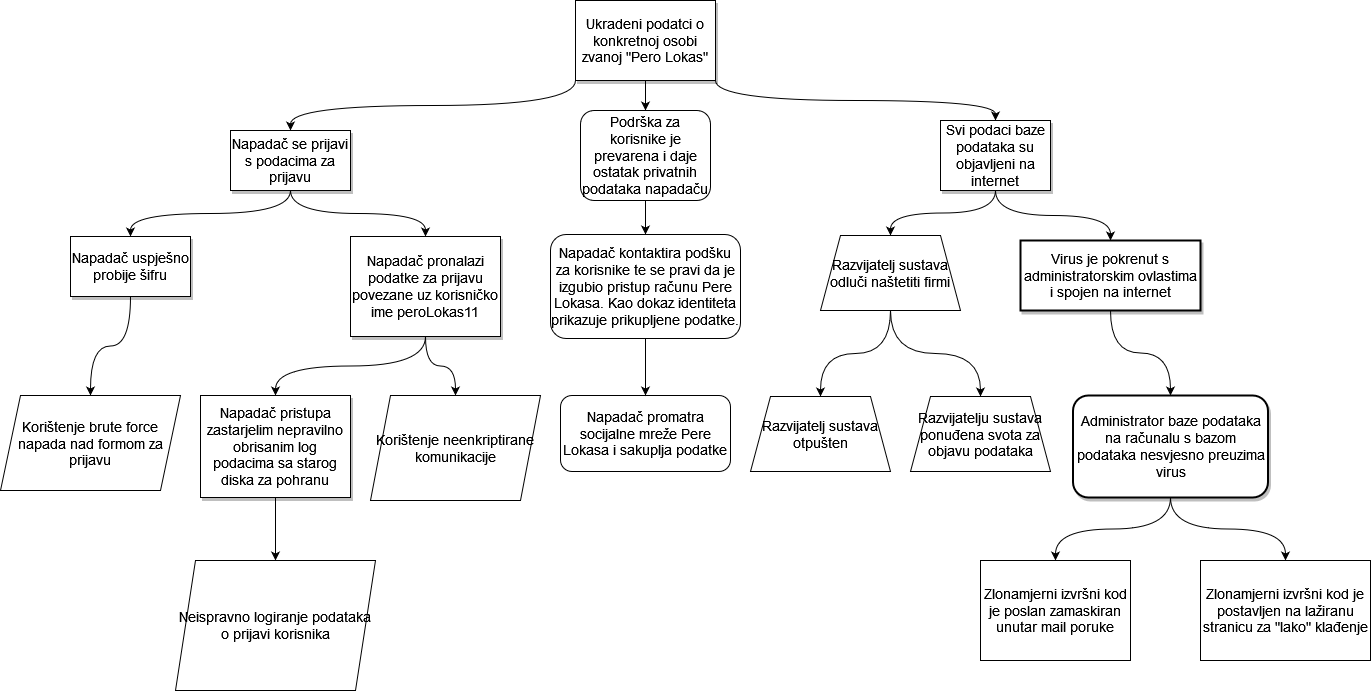 Ukradeni podatci o
konkretnoj osobi
zvanoj "Pero Lokas"
Napadač se prijavi
s podacima za
prijavu
Podrška za
korisnike je
prevarena i daje
ostatak privatnih
podataka napadaču
Svi podaci baze
podataka su
objavljeni na
internet
Napadač uspješno
probije šifru
Napadač pronalazi
podatke za prijavu
povezane uz korisničko
ime peroLokas11
Napadač kontaktira podšku
za korisnike te se pravi da je
izgubio pristup računu Pere
Lokasa. Kao dokaz identiteta
prikazuje prikupljene podatke.
Razvijatelj sustava
odluči naštetiti firmi
Virus je pokrenut s
administratorskim ovlastima
i spojen na internet
Korištenje brute force
napada nad formom za
prijavu
Napadač pristupa
zastarjelim nepravilno
obrisanim log
podacima sa starog
diska za pohranu
Korištenje neenkriptirane
komunikacije
Napadač promatra
socijalne mreže Pere
Lokasa i sakuplja podatke
Razvijatelj sustava
otpušten
Razvijatelju sustava
ponuđena svota za
objavu podataka
Administrator baze podataka
na računalu s bazom
podataka nesvjesno preuzima
virus
Neispravno logiranje podataka
o prijavi korisnika
Zlonamjerni izvršni kod
je poslan zamaskiran
unutar mail poruke
Zlonamjerni izvršni kod je
postavljen na lažiranu
stranicu za "lako" klađenje